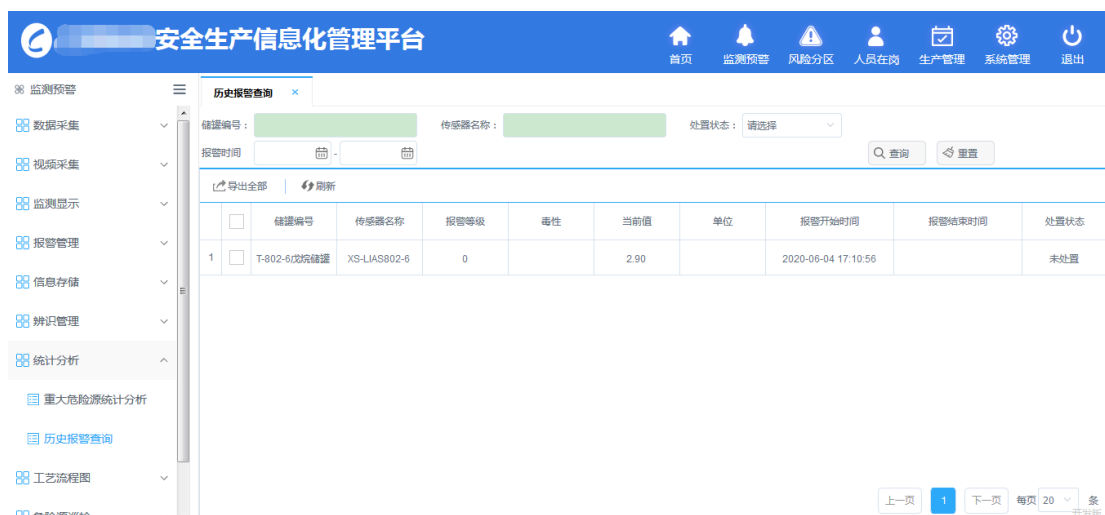 安全生产信息化管理平台
首页 监测预警 风险分区 人员在岗 生产管理 系统管理 退出
监测预警
历史报警查询 ×
数据采集
视频采集
监测显示
报警管理
信息存储
辨识管理
统计分析
重大危险源统计分析
历史报警查询
工艺流程图
储罐编号： 传感器名称： 处置状态： 请选择
报警时间 - 查询 重置
导出全部 刷新
储罐编号 传感器名称 报警等级 毒性 当前值 单位 报警开始时间 报警结束时间 处置状态
1 T-802-6戊烷储罐 XS-LIAS802-6 0 2.90 2020-06-04 17:10:56 未处置
上一页 1 下一页 每页 20 条